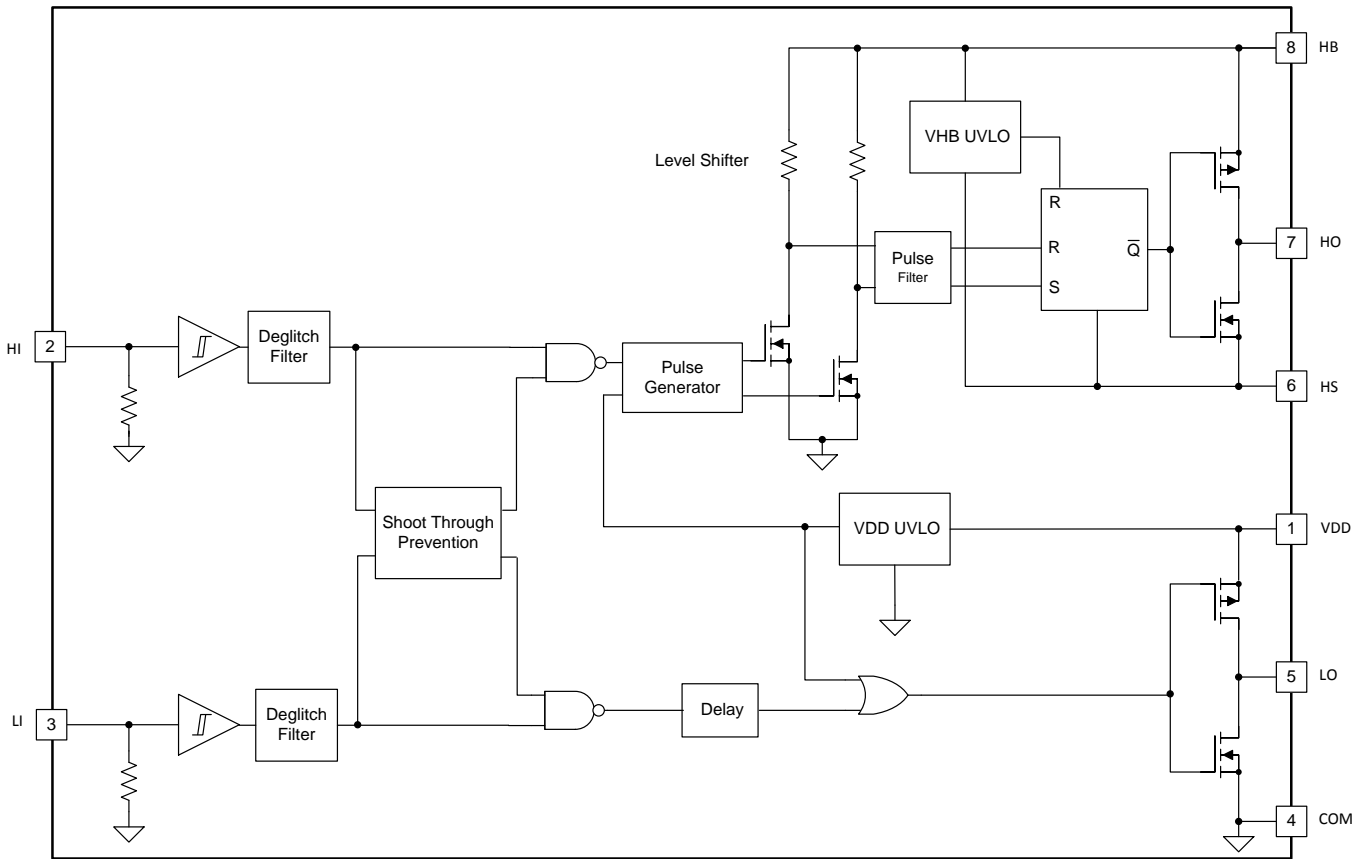 8 HB
VHB UVLO
Level Shifter
R
R
S
Q̅
Pulse
Filter
7 HO
HI 2
Deglitch
Filter
Pulse
Generator
6 HS
Shoot Through
Prevention
VDD UVLO
1 VDD
LI 3
Deglitch
Filter
Delay
5 LO
4 COM